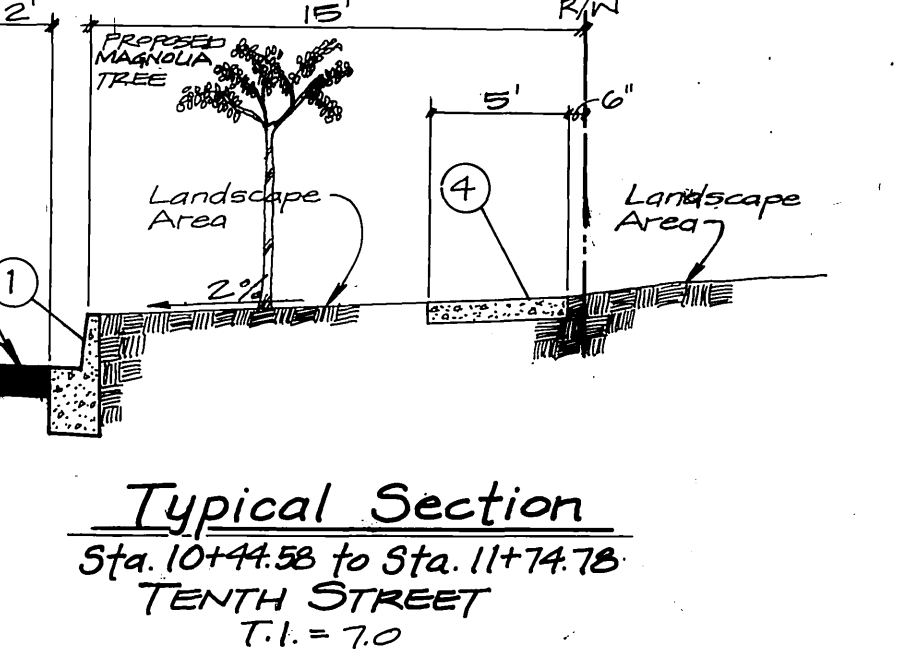 2'
15'
R/W
PROPOSED
MAGNOLIA
TREE
5'
6"
4
Landscape
Area
Landscape
Area
2%
1
Typical Section
Sta. 10+44.58 to Sta. 11+74.78
TENTH STREET
T.I. = 7.0